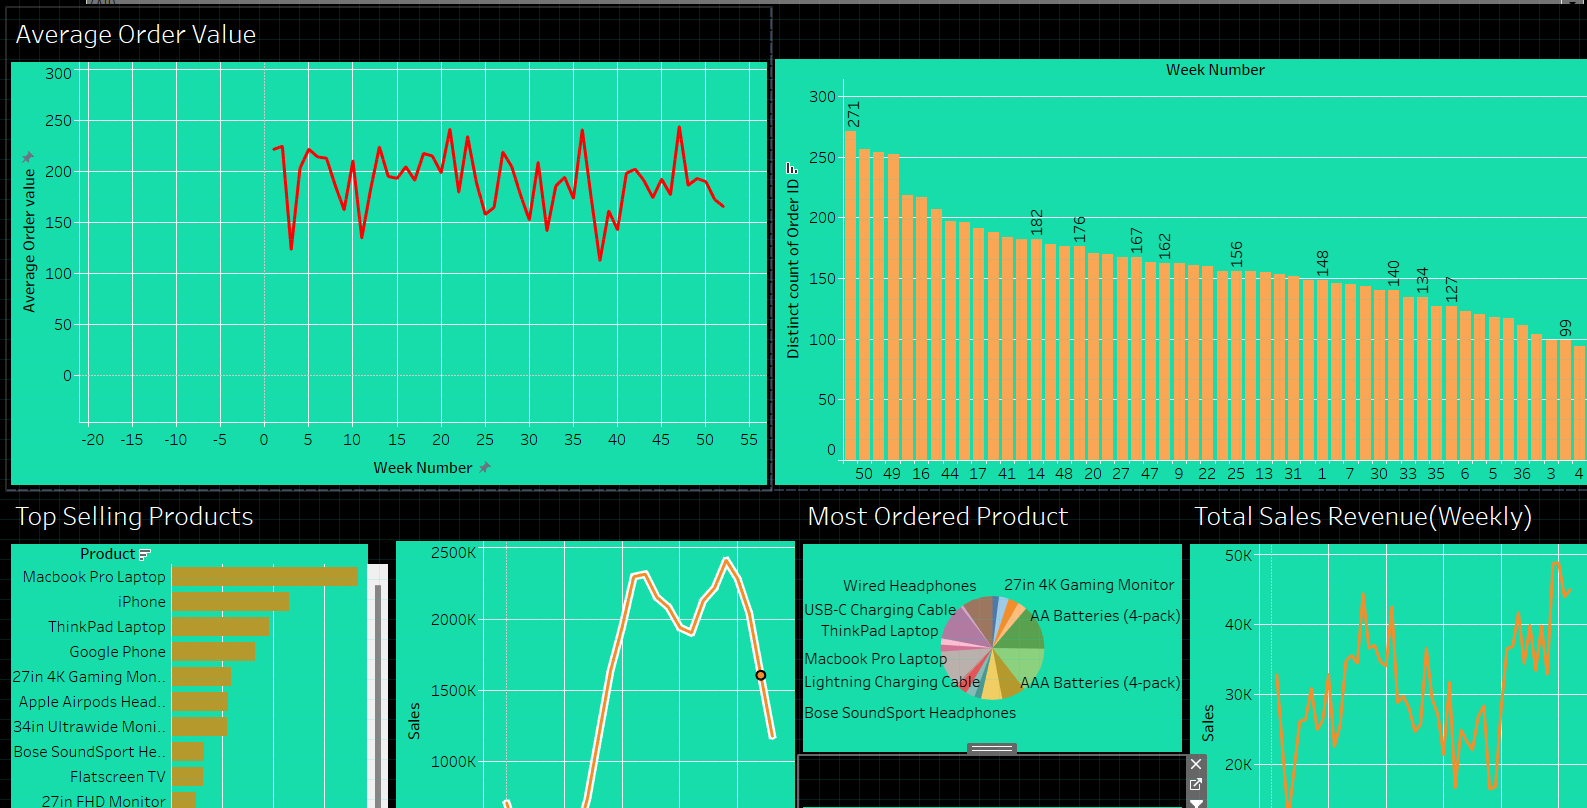 Average Order Value
300
250
200
150
100
50
0
Average Order value
-20 -15 -10 -5 0 5 10 15 20 25 30 35 40 45 50 55
Week Number
Week Number
300
250
200
150
100
50
0
Distinct count of Order ID
271
182
176
167
162
156
148
140
134
127
99
50 49 16 44 17 41 14 48 20 27 47 9 22 25 13 31 1 7 30 33 35 6 5 36 3 4
Top Selling Products
Product
Macbook Pro Laptop
iPhone
ThinkPad Laptop
Google Phone
27in 4K Gaming Mon..
Apple Airpods Head..
34in Ultrawide Moni..
Bose SoundSport He..
Flatscreen TV
27in FHD Monitor
2500K
2000K
1500K
1000K
Sales
Most Ordered Product
Wired Headphones
27in 4K Gaming Monitor
USB-C Charging Cable
AA Batteries (4-pack)
ThinkPad Laptop
Macbook Pro Laptop
Lightning Charging Cable
AAA Batteries (4-pack)
Bose SoundSport Headphones
Total Sales Revenue(Weekly)
50K
40K
30K
20K
Sales